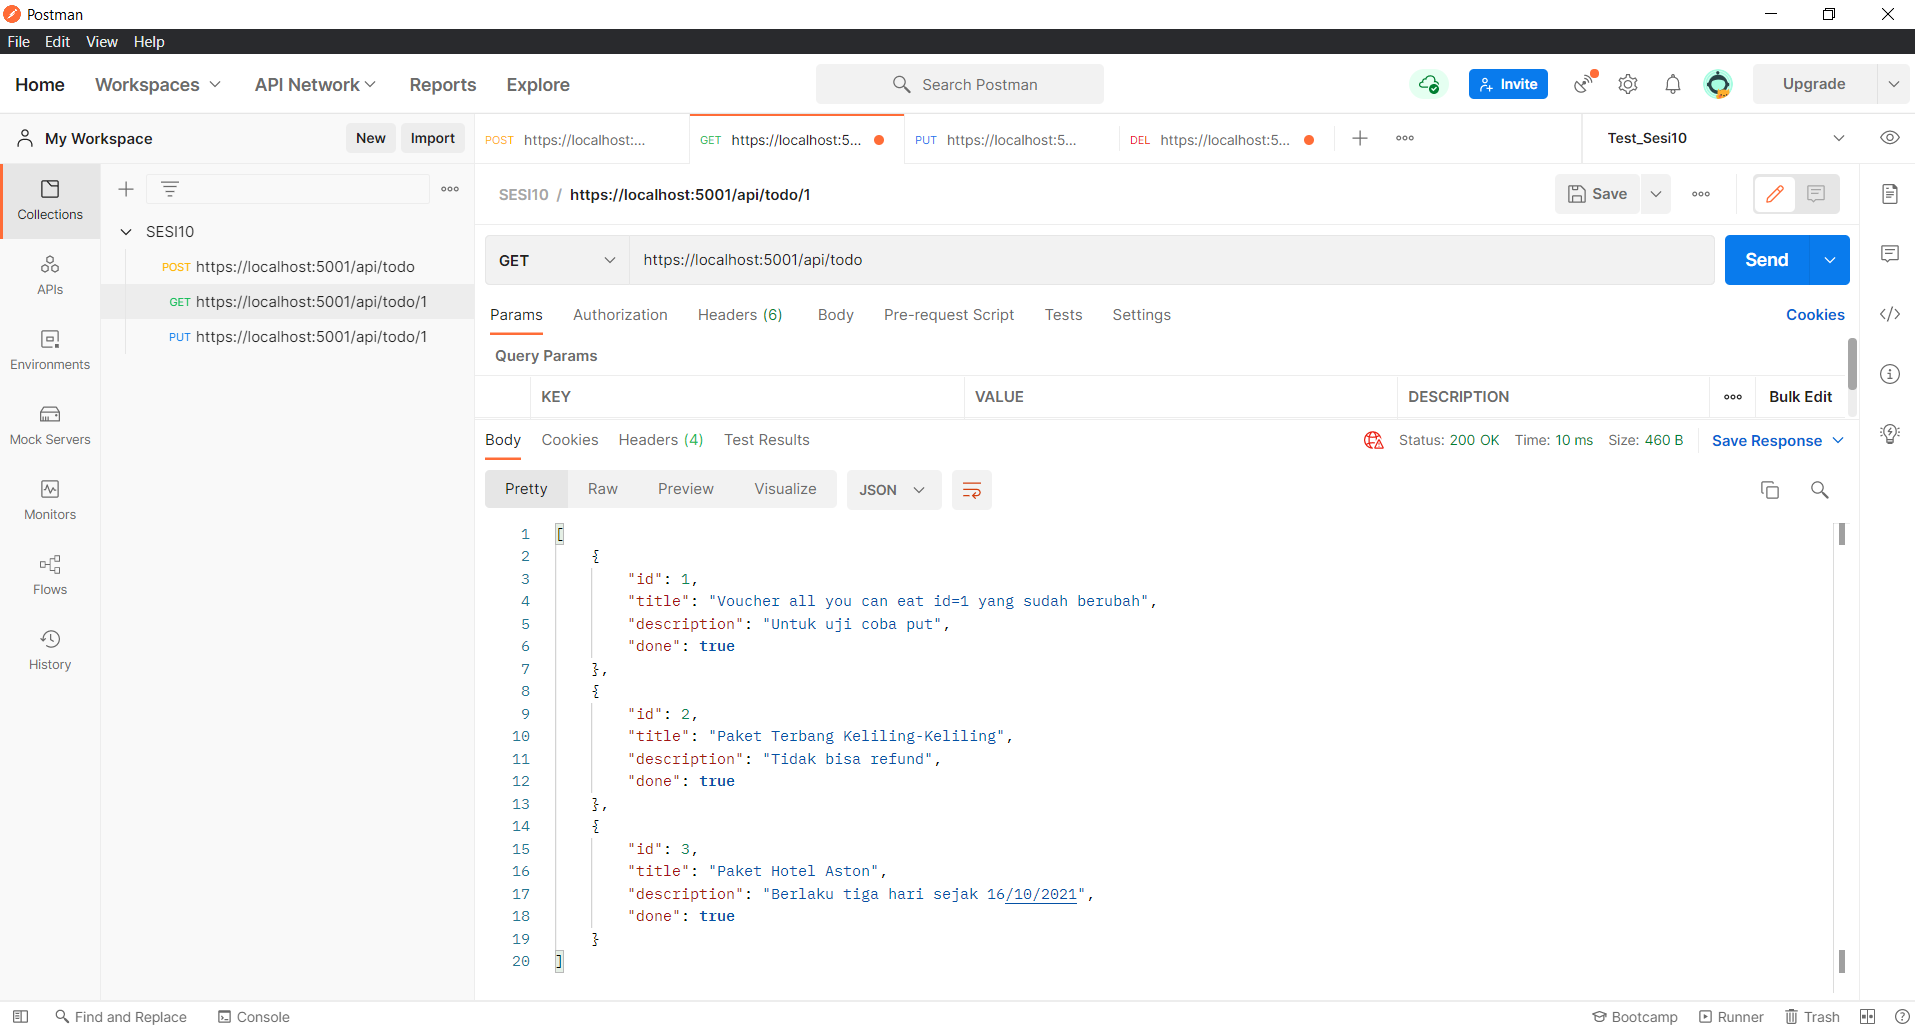 Postman
File Edit View Help
Home Workspaces API Network Reports Explore Search Postman Invite Upgrade
My Workspace New Import
POST https://localhost:... GET https://localhost:5... PUT https://localhost:5... DEL https://localhost:5... Test_Sesi10
Collections
APIs
Environments
Mock Servers
Monitors
Flows
History
SESI10
POST https://localhost:5001/api/todo
GET https://localhost:5001/api/todo/1
PUT https://localhost:5001/api/todo/1
SESI10 / https://localhost:5001/api/todo/1 Save
GET https://localhost:5001/api/todo Send
Params Authorization Headers (6) Body Pre-request Script Tests Settings Cookies
Query Params
KEY VALUE DESCRIPTION Bulk Edit
Body Cookies Headers (4) Test Results Status: 200 OK Time: 10 ms Size: 460 B Save Response
Pretty Raw Preview Visualize JSON
1 [
2 {
3 "id": 1,
4 "title": "Voucher all you can eat id=1 yang sudah berubah",
5 "description": "Untuk uji coba put",
6 "done": true
7 },
8 {
9 "id": 2,
10 "title": "Paket Terbang Keliling-Keliling",
11 "description": "Tidak bisa refund",
12 "done": true
13 },
14 {
15 "id": 3,
16 "title": "Paket Hotel Aston",
17 "description": "Berlaku tiga hari sejak 16/10/2021",
18 "done": true
19 }
20 ]
Find and Replace Console Bootcamp Runner Trash